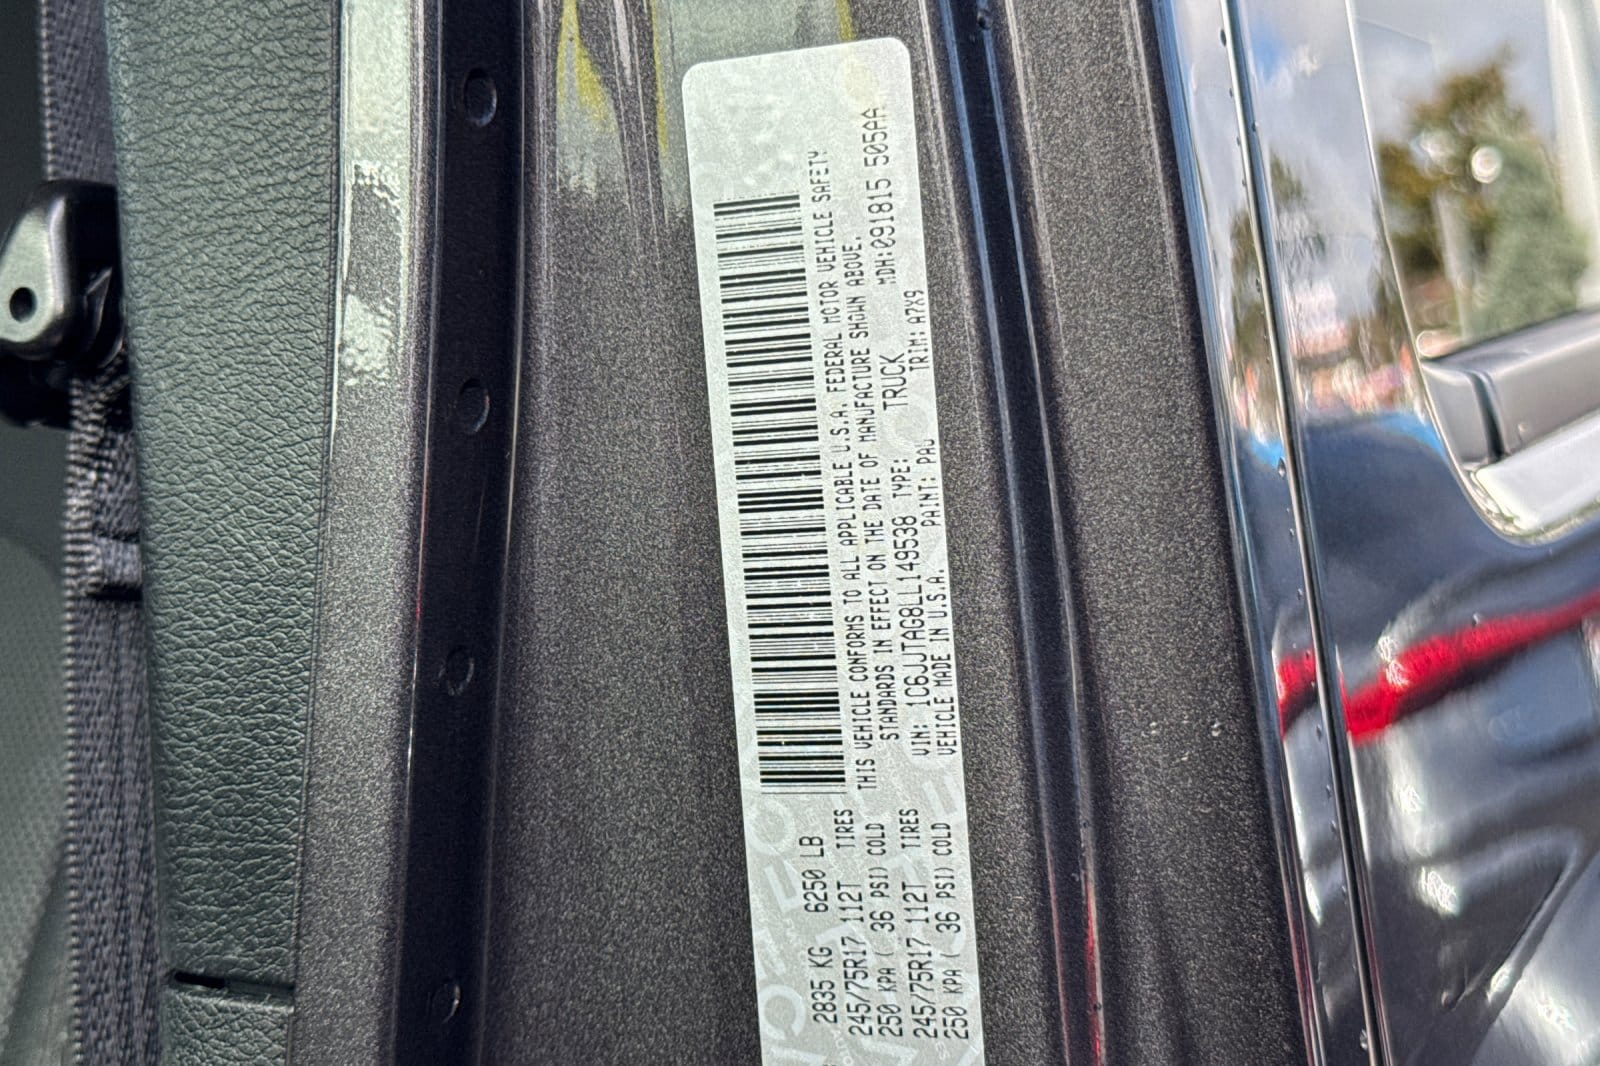 2835 KG 6250 LB
245/75R17 112T TIRES
250 KPA ( 36 PSI) COLD
245/75R17 112T TIRES
250 KPA ( 36 PSI) COLD
THIS VEHICLE CONFORMS TO ALL APPLICABLE U.S.A. FEDERAL MOTOR VEHICLE SAFETY
STANDARDS IN EFFECT ON THE DATE OF MANUFACTURE SHOWN ABOVE.
VIN: 1C6JJTAG8LL149538 TYPE: TRUCK MDH:091815 505AA
VEHICLE MADE IN U.S.A. PAINT: PAU TRIM: A7X9